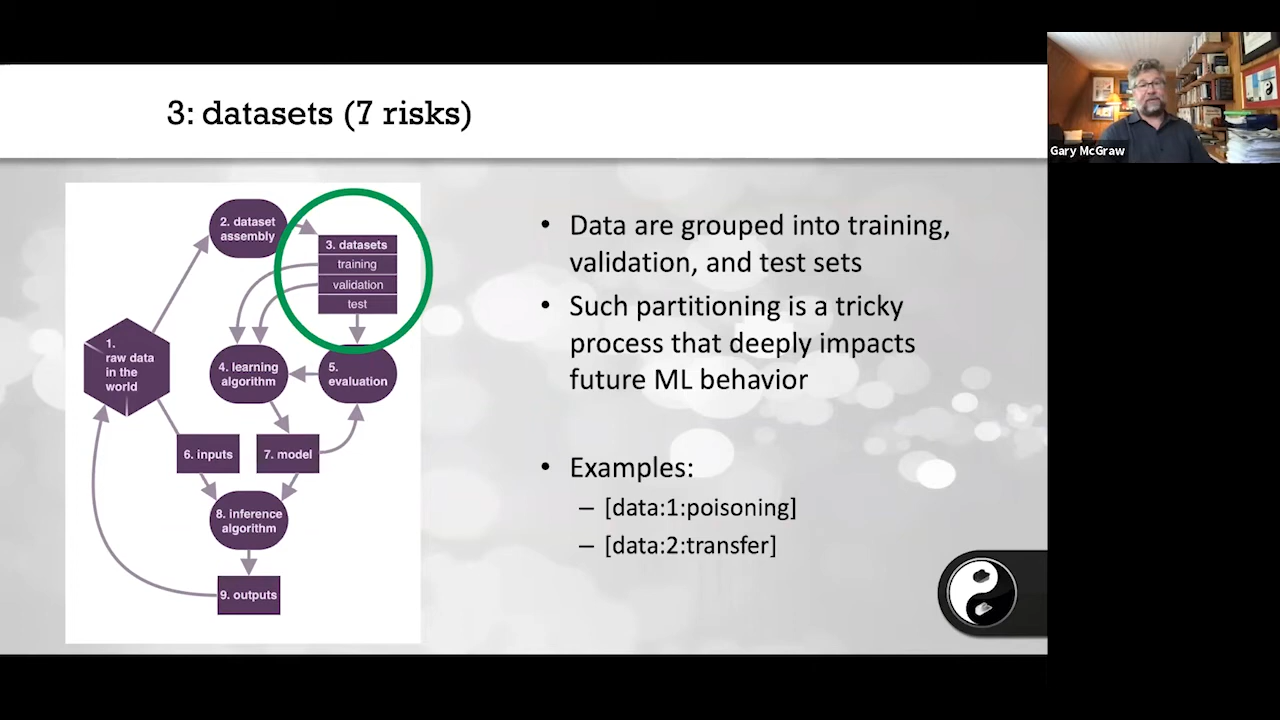 3: datasets (7 risks)
Gary McGraw
2. dataset
assembly
3. datasets
training
validation
test
1.
raw data
in the
world
4. learning
algorithm
5.
evaluation
6. inputs
7. model
8. inference
algorithm
9. outputs
• Data are grouped into training,
validation, and test sets
• Such partitioning is a tricky
process that deeply impacts
future ML behavior
• Examples:
– [data:1:poisoning]
– [data:2:transfer]